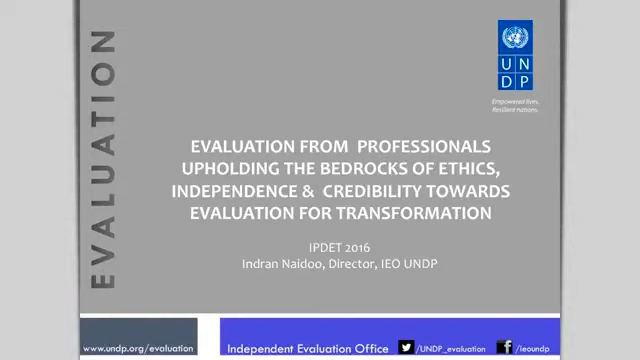 EVALUATION
U N
D P
Empowered lives.
Resilient nations.
EVALUATION FROM PROFESSIONALS
UPHOLDING THE BEDROCKS OF ETHICS,
INDEPENDENCE & CREDIBILITY TOWARDS
EVALUATION FOR TRANSFORMATION
IPDET 2016
Indran Naidoo, Director, IEO UNDP
www.undp.org/evaluation
Independent Evaluation Office
/UNDP_evaluation
/ieoundp